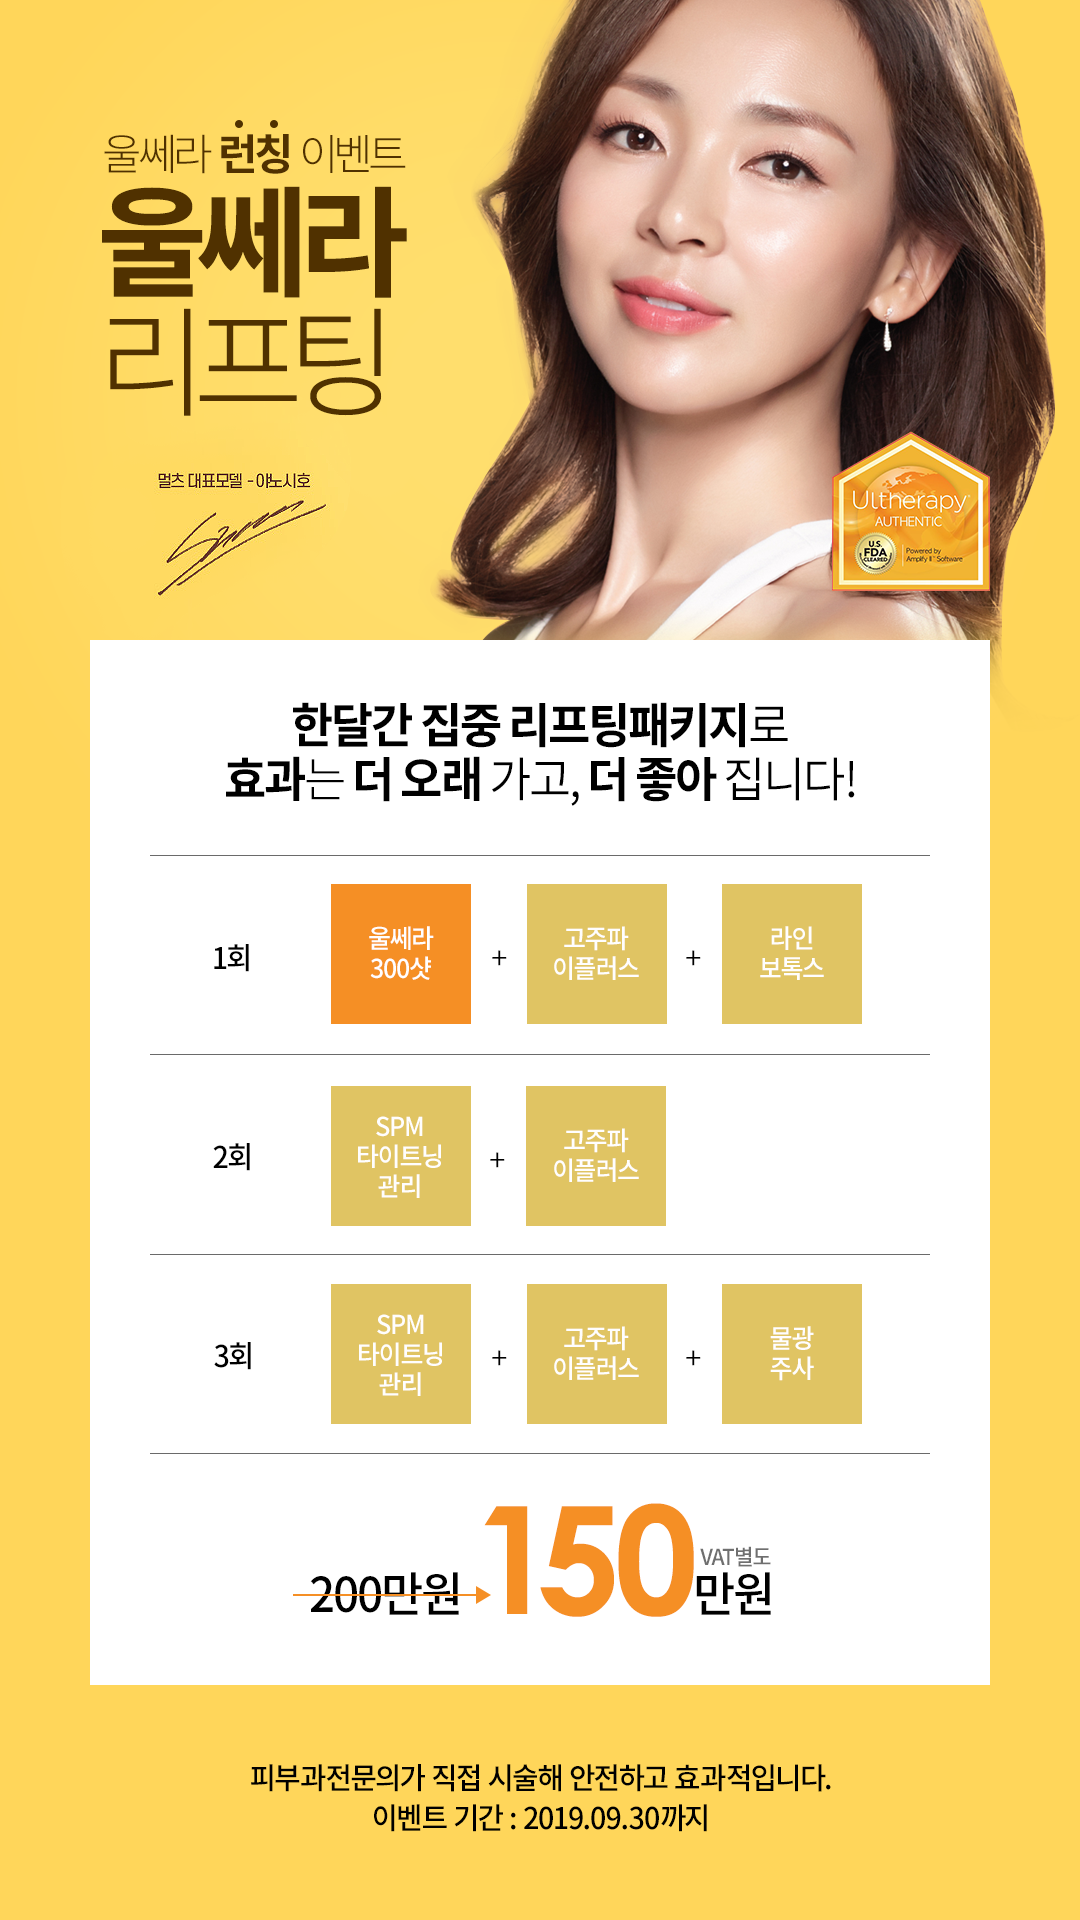 울쎄라 런칭 이벤트
울쎄라
리프팅
멀츠 대표모델 - 야노시호
Ultherapy
AUTHENTIC
U.S.
FDA
CLEARED
Powered by
Amplify II™ Software
한달간 집중 리프팅패키지로
효과는 더 오래 가고, 더 좋아 집니다!
1회
울쎄라
300샷
+
고주파
이플러스
+
라인
보톡스
2회
SPM
타이트닝
관리
+
고주파
이플러스
3회
SPM
타이트닝
관리
+
고주파
이플러스
+
물광
주사
200만원 150만원 VAT별도
피부과전문의가 직접 시술해 안전하고 효과적입니다.
이벤트 기간 : 2019.09.30까지